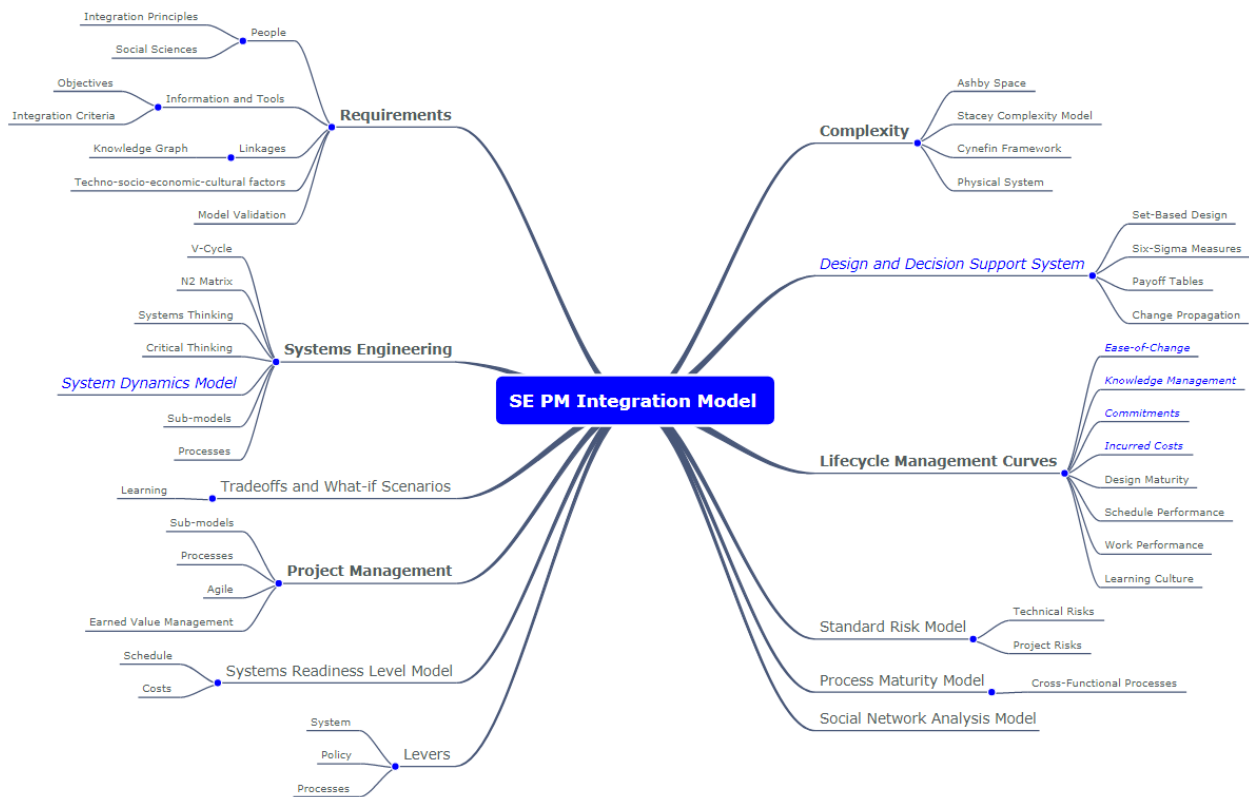 SE PM Integration Model
Requirements
People
Integration Principles
Social Sciences
Information and Tools
Objectives
Integration Criteria
Linkages
Knowledge Graph
Techno-socio-economic-cultural factors
Model Validation
Systems Engineering
V-Cycle
N2 Matrix
Systems Thinking
Critical Thinking
System Dynamics Model
Sub-models
Processes
Tradeoffs and What-if Scenarios
Learning
Project Management
Sub-models
Processes
Agile
Earned Value Management
Systems Readiness Level Model
Schedule
Costs
Levers
System
Policy
Processes
Complexity
Ashby Space
Stacey Complexity Model
Cynefin Framework
Physical System
Design and Decision Support System
Set-Based Design
Six-Sigma Measures
Payoff Tables
Change Propagation
Lifecycle Management Curves
Ease-of-Change
Knowledge Management
Commitments
Incurred Costs
Design Maturity
Schedule Performance
Work Performance
Learning Culture
Standard Risk Model
Technical Risks
Project Risks
Process Maturity Model
Cross-Functional Processes
Social Network Analysis Model